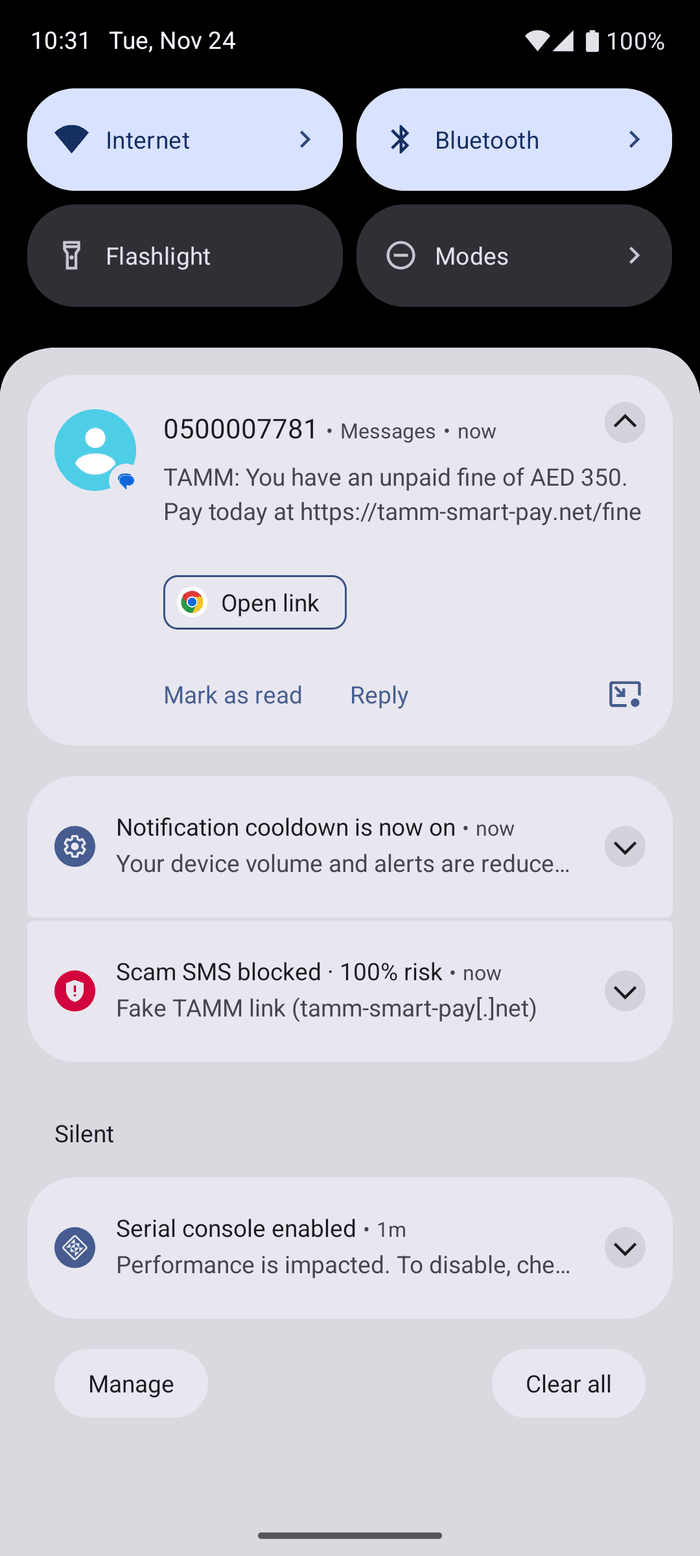 10:31 Tue, Nov 24
100%
Internet
Bluetooth
Flashlight
Modes
0500007781 • Messages • now
TAMM: You have an unpaid fine of AED 350.
Pay today at https://tamm-smart-pay.net/fine
Open link
Mark as read
Reply
Notification cooldown is now on • now
Your device volume and alerts are reduce…
Scam SMS blocked · 100% risk • now
Fake TAMM link (tamm-smart-pay[.]net)
Silent
Serial console enabled • 1m
Performance is impacted. To disable, che…
Manage
Clear all